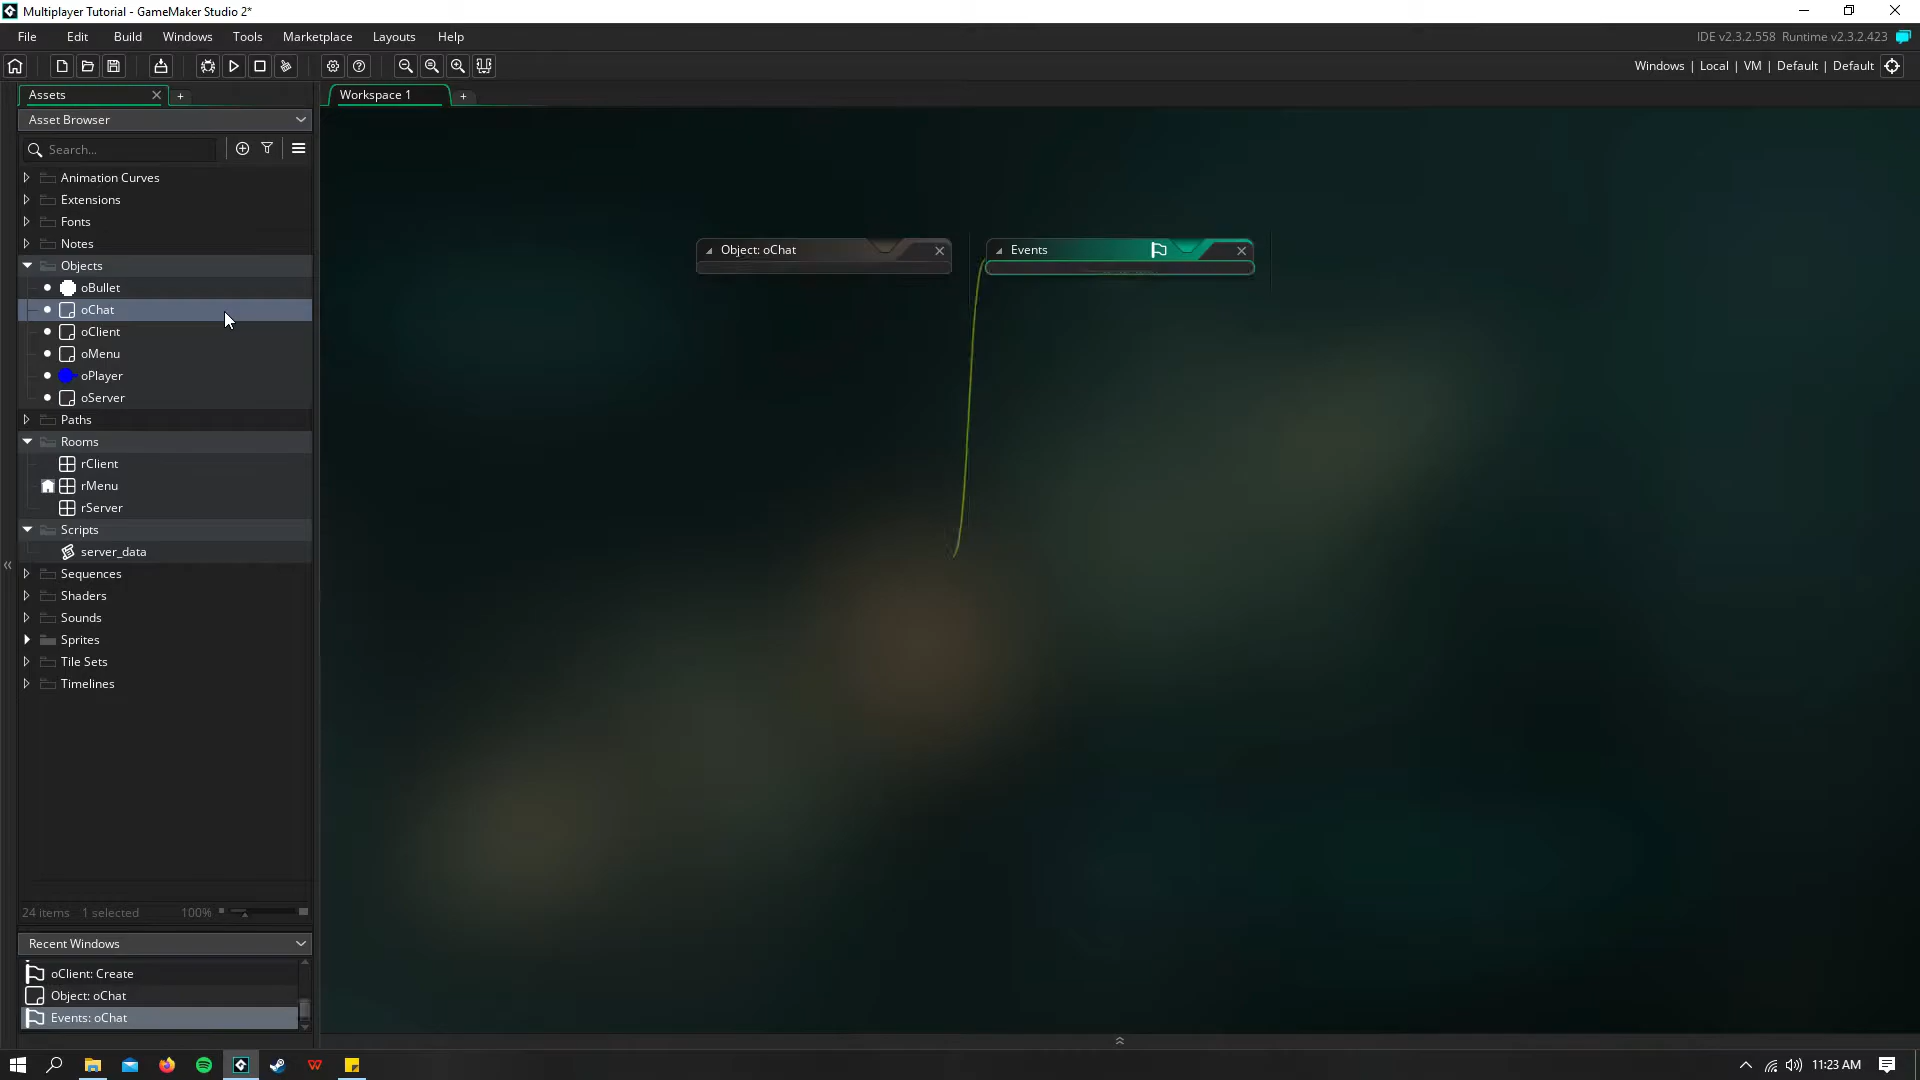 Multiplayer Tutorial - GameMaker Studio 2*
File Edit Build Windows Tools Marketplace Layouts Help
IDE v2.3.2.558 Runtime v2.3.2.423
Windows | Local | VM | Default | Default
Assets
Workspace 1
Asset Browser
Search...
Animation Curves
Extensions
Fonts
Notes
Objects
oBullet
oChat
oClient
oMenu
oPlayer
oServer
Paths
Rooms
rClient
rMenu
rServer
Scripts
server_data
Sequences
Shaders
Sounds
Sprites
Tile Sets
Timelines
Object: oChat
Events
24 items 1 selected 100%
Recent Windows
oClient: Create
Object: oChat
Events: oChat
11:23 AM